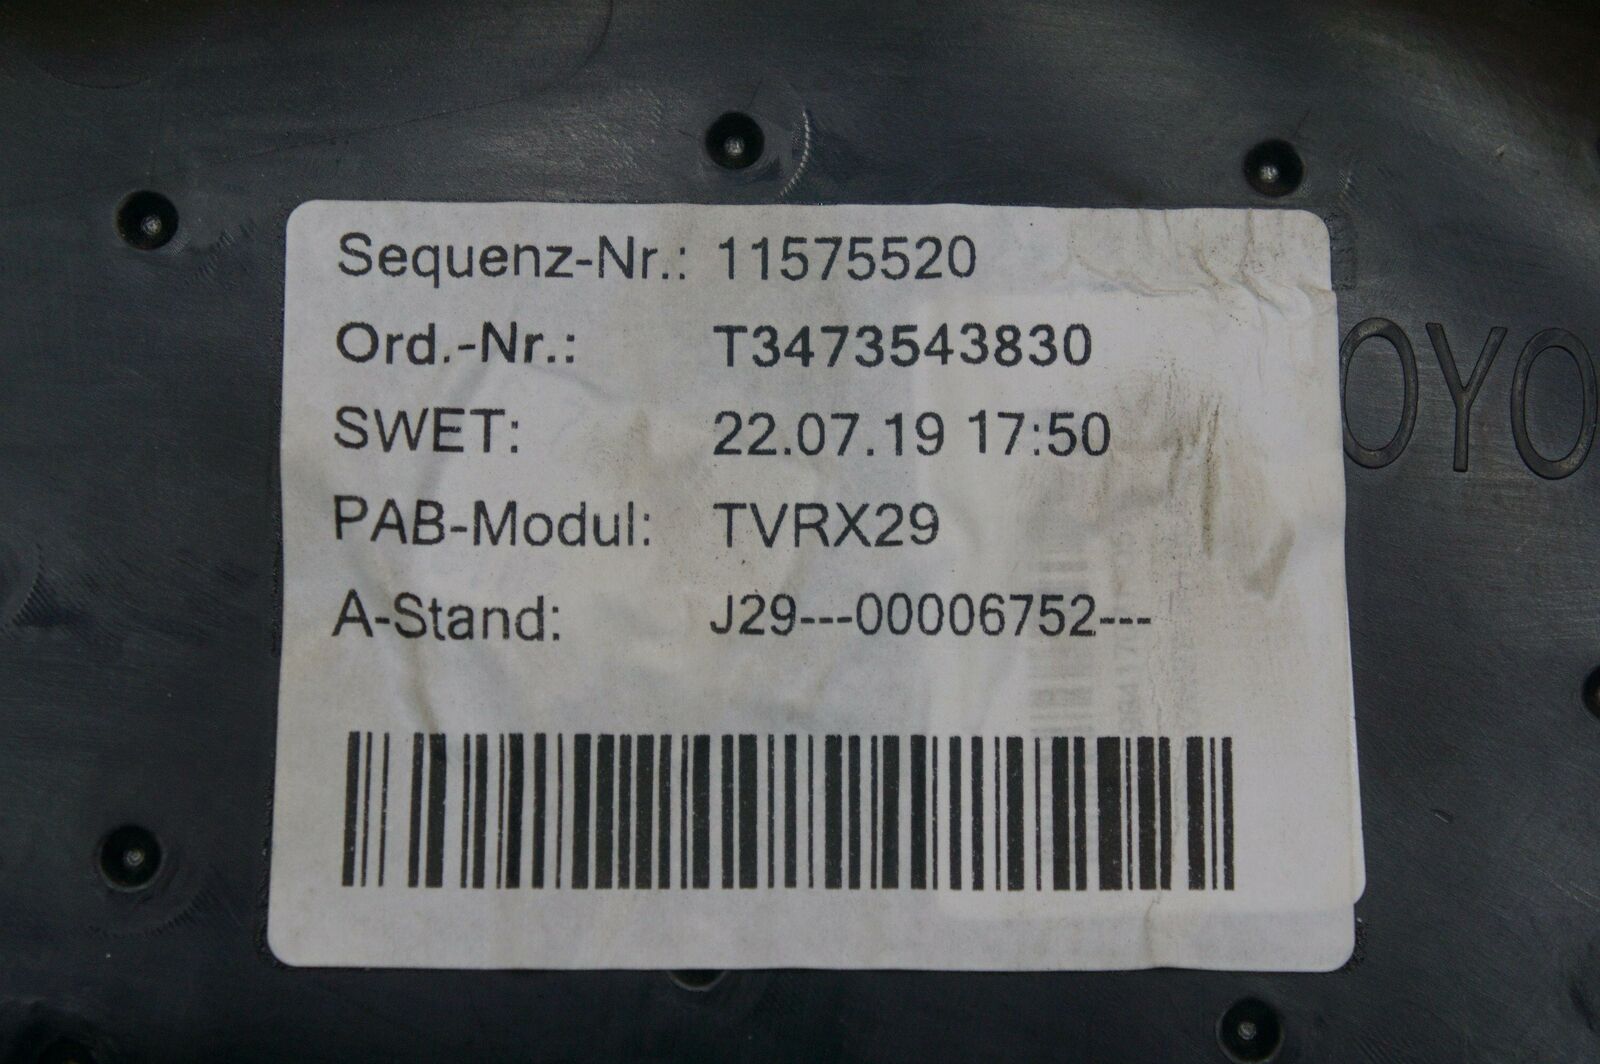 Sequenz-Nr.: 11575520
Ord.-Nr.: T3473543830
SWET: 22.07.19 17:50
PAB-Modul: TVRX29
A-Stand: J29---00006752---
OYO